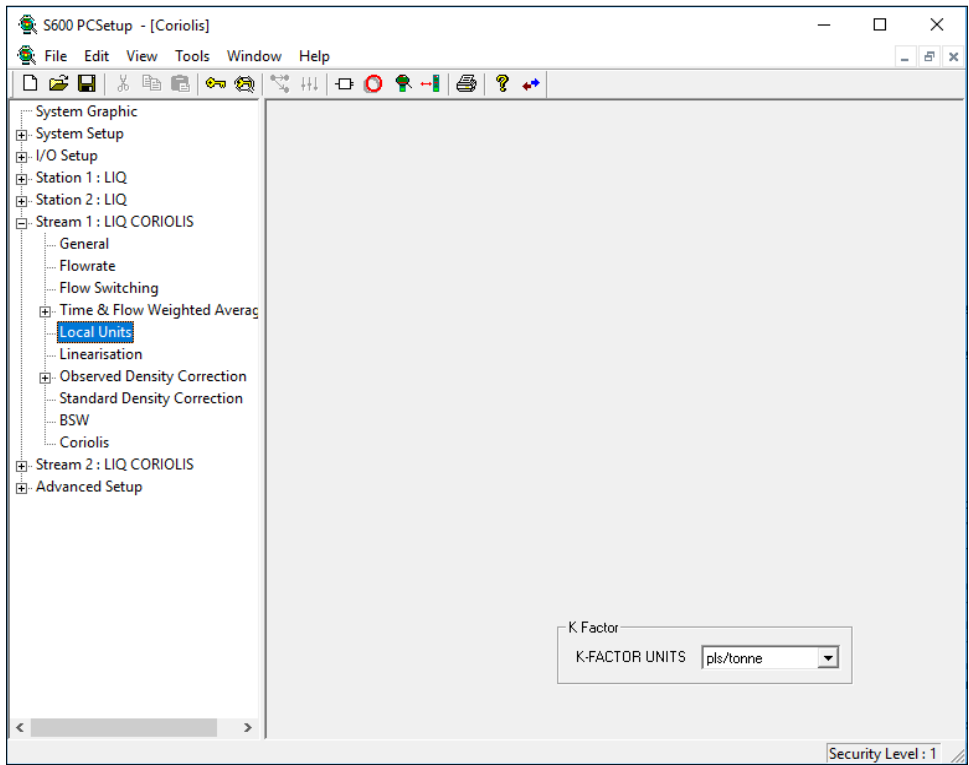 S600 PCSetup - [Coriolis]
File Edit View Tools Window Help
System Graphic
System Setup
I/O Setup
Station 1 : LIQ
Station 2 : LIQ
Stream 1 : LIQ CORIOLIS
General
Flowrate
Flow Switching
Time & Flow Weighted Averag
Local Units
Linearisation
Observed Density Correction
Standard Density Correction
BSW
Coriolis
Stream 2 : LIQ CORIOLIS
Advanced Setup
K Factor
K-FACTOR UNITS pls/tonne
Security Level : 1